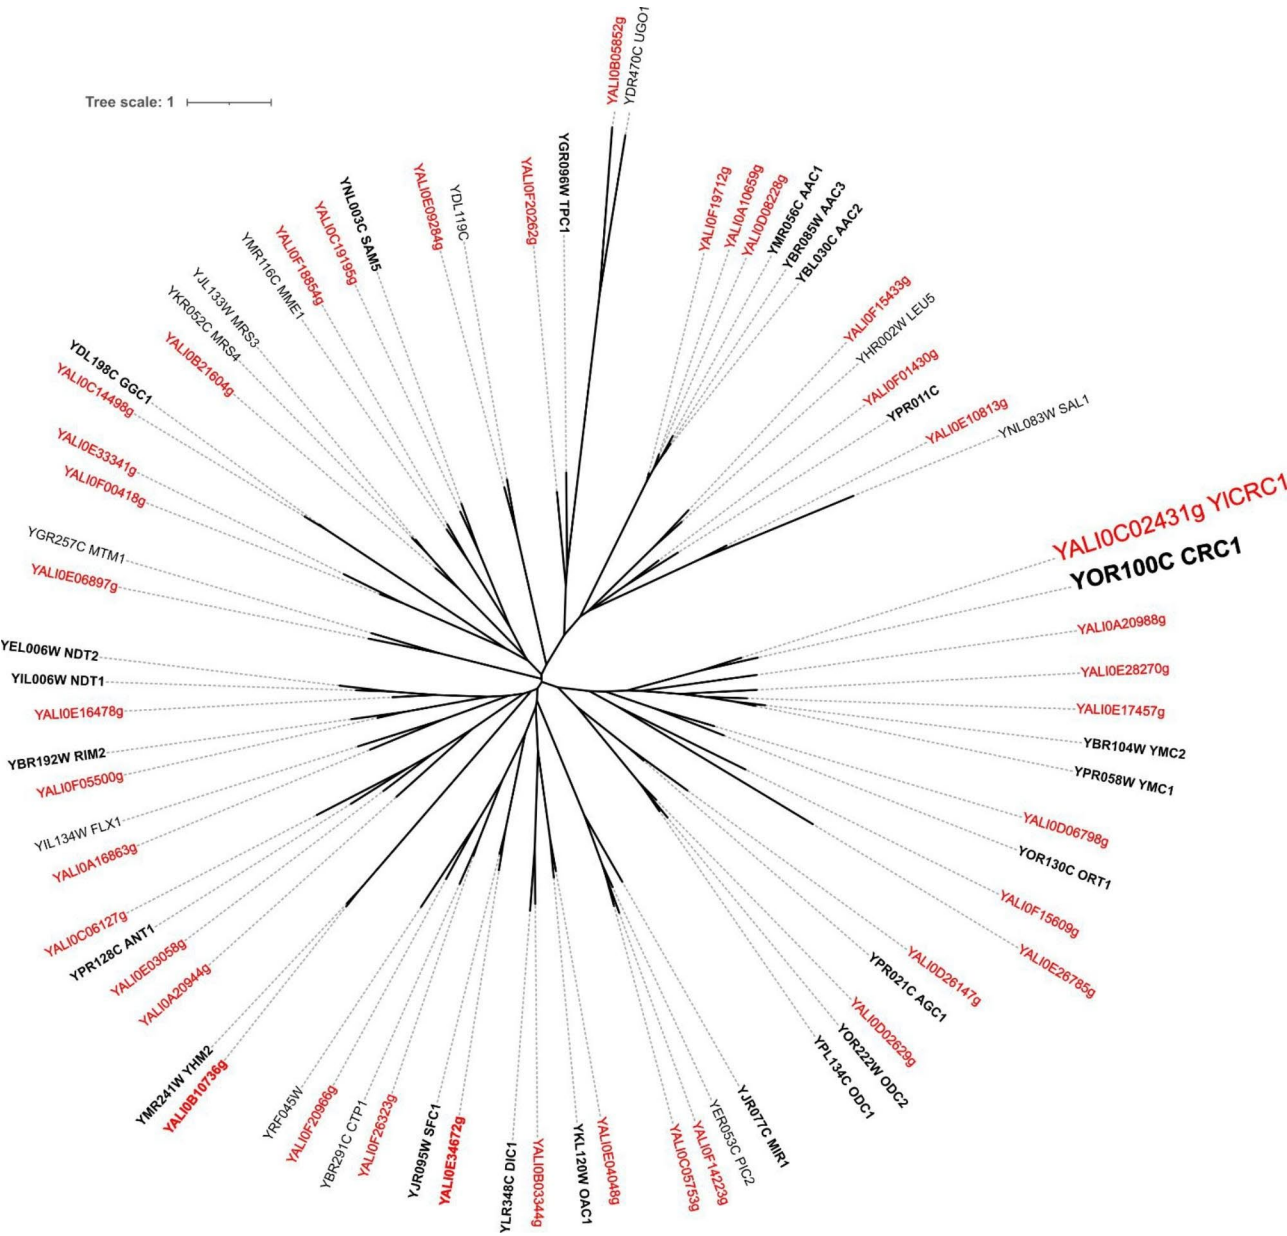 Tree scale: 1
YALI0B05852g
YDR470C UGO1
YALI0F19712g
YALI0A10659g
YALI0D08228g
YMR056C AAC1
YBR085W AAC3
YBL030C AAC2
YALI0F15433g
YHR002W LEU5
YALI0F01430g
YPR011C
YALI0E10813g
YNL083W SAL1
YALI0C02431g YlCRC1
YOR100C CRC1
YALI0A20988g
YALI0E28270g
YALI0E17457g
YBR104W YMC2
YPR058W YMC1
YALI0D06798g
YOR130C ORT1
YALI0F15609g
YALI0E26785g
YALI0D26147g
YPR021C AGC1
YALI0D02629g
YOR222W ODC2
YPL134C ODC1
YJR077C MIR1
YER053C PIC2
YALI0F14223g
YALI0C05753g
YALI0E04048g
YKL120W OAC1
YALI0B03344g
YLR348C DIC1
YALI0E34672g
YJR095W SFC1
YALI0F26323g
YBR291C CTP1
YALI0F20966g
YRF045W
YALI0B10736g
YMR241W YHM2
YALI0A20944g
YALI0E03058g
YPR128C ANT1
YALI0C06127g
YALI0A16863g
YIL134W FLX1
YALI0F05500g
YBR192W RIM2
YALI0E16478g
YIL006W NDT1
YEL006W NDT2
YALI0E06897g
YGR257C MTM1
YALI0F00418g
YALI0E33341g
YALI0C14498g
YDL198C GGC1
YALI0B21604g
YKR052C MRS4
YJL133W MRS3
YMR116C MME1
YALI0F18854g
YALI0C19195g
YNL003C SAM5
YALI0E09284g
YDL119C
YALI0F20262g
YGR096W TPC1